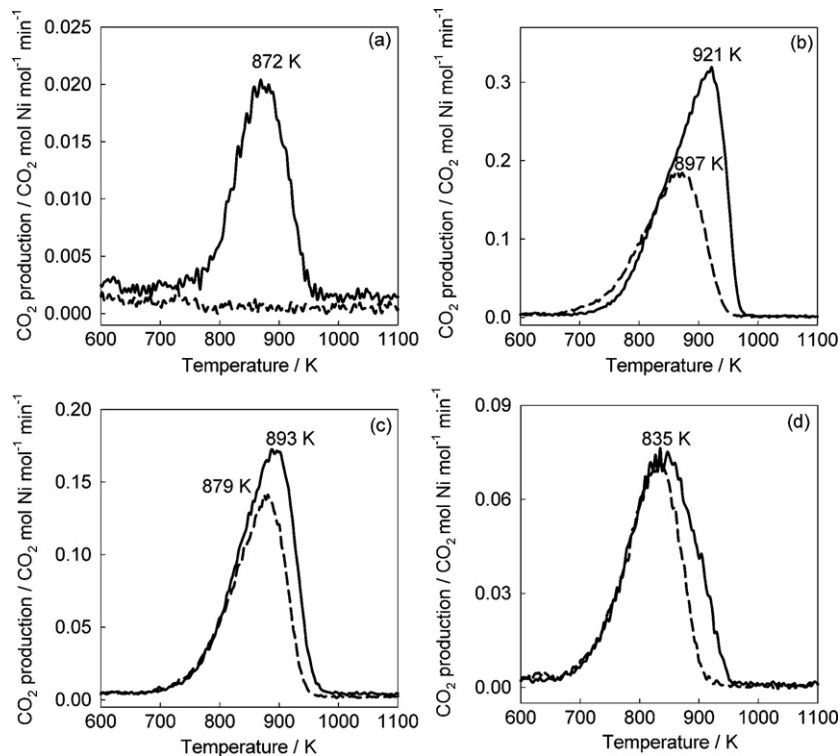 (a)
872 K
CO₂ production / CO₂ mol Ni mol⁻¹ min⁻¹
0.025
0.020
0.015
0.010
0.005
0.000
600 700 800 900 1000 1100
Temperature / K
(b)
921 K
897 K
CO₂ production / CO₂ mol Ni mol⁻¹ min⁻¹
0.3
0.2
0.1
0.0
600 700 800 900 1000 1100
Temperature / K
(c)
893 K
879 K
CO₂ production / CO₂ mol Ni mol⁻¹ min⁻¹
0.20
0.15
0.10
0.05
0.00
600 700 800 900 1000 1100
Temperature / K
(d)
835 K
CO₂ production / CO₂ mol Ni mol⁻¹ min⁻¹
0.09
0.06
0.03
0.00
600 700 800 900 1000 1100
Temperature / K